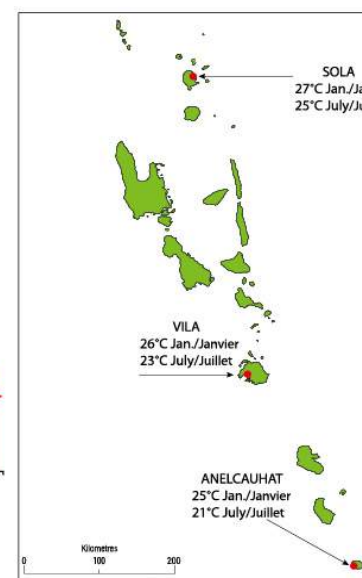 SOLA
27°C Jan./Ja
25°C July/Ju
VILA
26°C Jan./Janvier
23°C July/Juillet
ANELCAUHAT
25°C Jan./Janvier
21°C July/Juillet
Kilometres
0 100 200